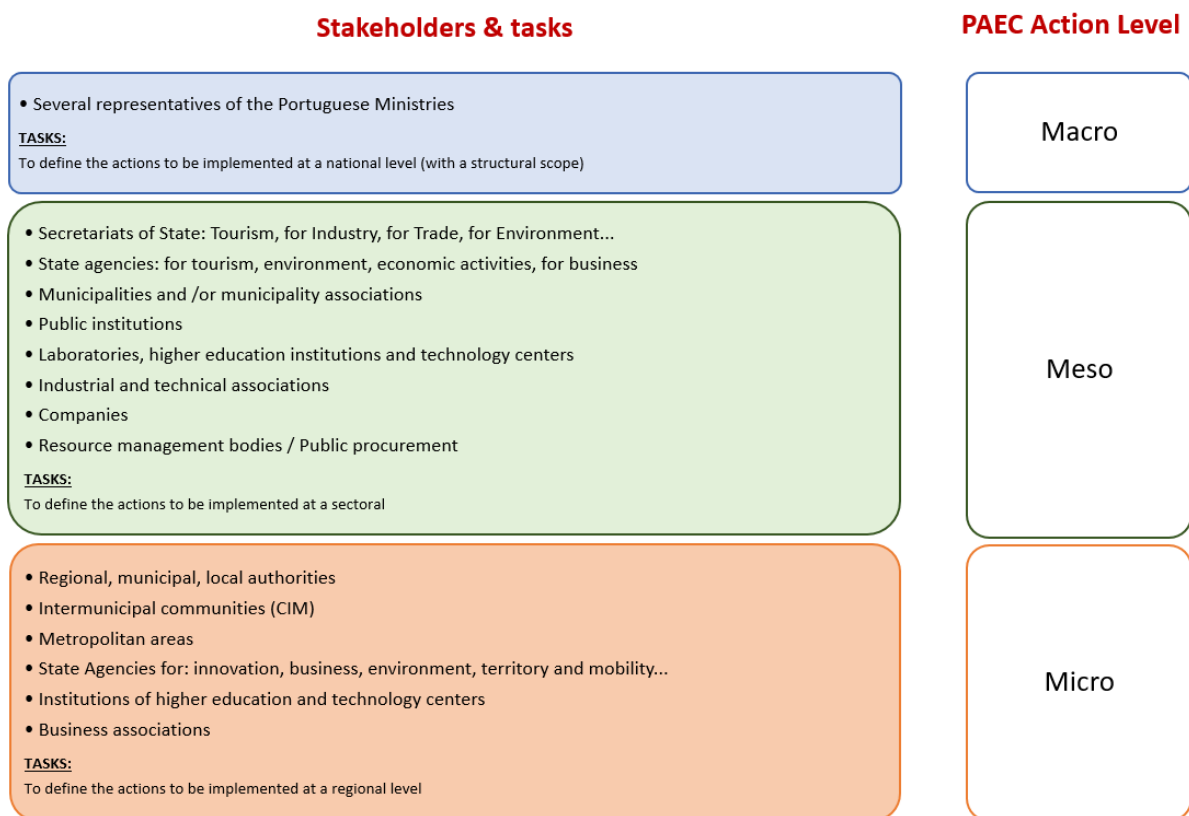 Stakeholders & tasks
PAEC Action Level
• Several representatives of the Portuguese Ministries
TASKS:
To define the actions to be implemented at a national level (with a structural scope)
Macro
• Secretariats of State: Tourism, for Industry, for Trade, for Environment...
• State agencies: for tourism, environment, economic activities, for business
• Municipalities and /or municipality associations
• Public institutions
• Laboratories, higher education institutions and technology centers
• Industrial and technical associations
• Companies
• Resource management bodies / Public procurement
TASKS:
To define the actions to be implemented at a sectoral
Meso
• Regional, municipal, local authorities
• Intermunicipal communities (CIM)
• Metropolitan areas
• State Agencies for: innovation, business, environment, territory and mobility...
• Institutions of higher education and technology centers
• Business associations
TASKS:
To define the actions to be implemented at a regional level
Micro